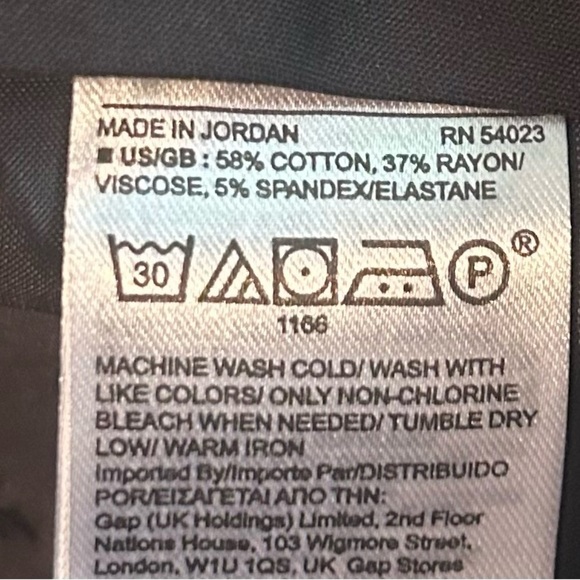 MADE IN JORDAN RN 54023
US/GB : 58% COTTON, 37% RAYON/
VISCOSE, 5% SPANDEX/ELASTANE
30 P ®
1166
MACHINE WASH COLD/ WASH WITH
LIKE COLORS/ ONLY NON-CHLORINE
BLEACH WHEN NEEDED/ TUMBLE DRY
LOW/ WARM IRON
Imported By/Importe Par/DISTRIBUIDO
POR/ΕΙΣΑΓΕΤΑΙ ΑΠΟ ΤΗΝ:
Gap (UK Holdings) Limited, 2nd Floor
Nations House, 103 Wigmore Street,
London, W1U 1QS, UK Gap Stores